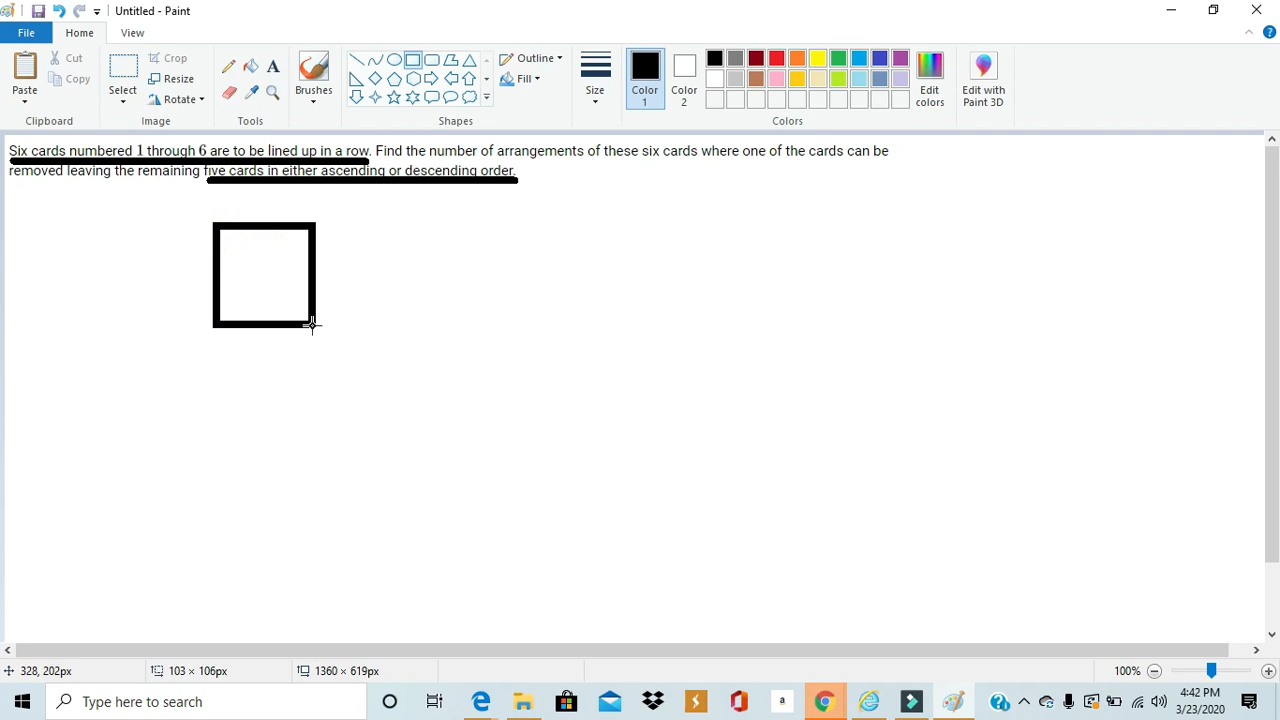 Untitled - Paint
File Home View
Paste
Cut
Copy
Clipboard
Select
Crop
Resize
Rotate
Image
A
Tools
Brushes
Outline
Fill
Shapes
Size
Color 1
Color 2
Edit colors
Edit with Paint 3D
Colors
Six cards numbered 1 through 6 are to be lined up in a row. Find the number of arrangements of these six cards where one of the cards can be
removed leaving the remaining five cards in either ascending or descending order.
328, 202px
103 × 106px
1360 × 619px
100%
Type here to search
a
4:42 PM
3/23/2020